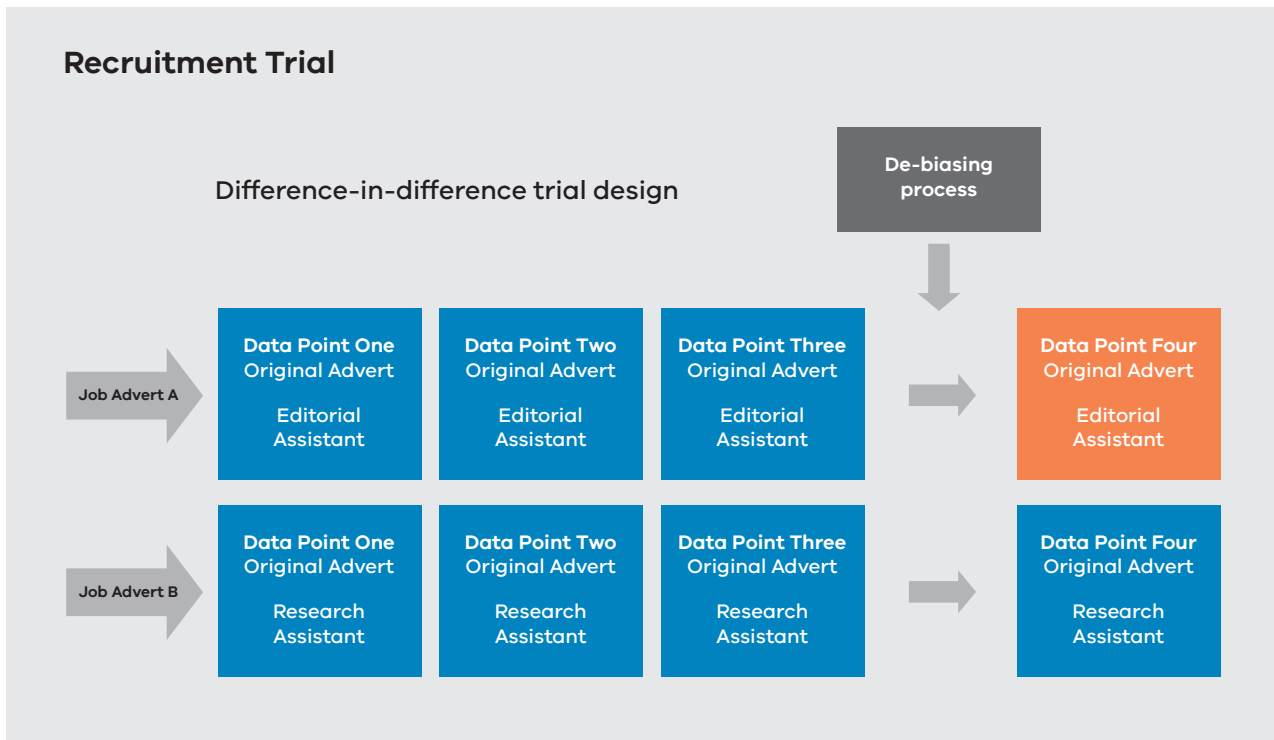 Recruitment Trial
De-biasing
process
Difference-in-difference trial design
Job Advert A
Data Point One
Original Advert
Editorial
Assistant
Data Point Two
Original Advert
Editorial
Assistant
Data Point Three
Original Advert
Editorial
Assistant
Data Point Four
Original Advert
Editorial
Assistant
Job Advert B
Data Point One
Original Advert
Research
Assistant
Data Point Two
Original Advert
Research
Assistant
Data Point Three
Original Advert
Research
Assistant
Data Point Four
Original Advert
Research
Assistant